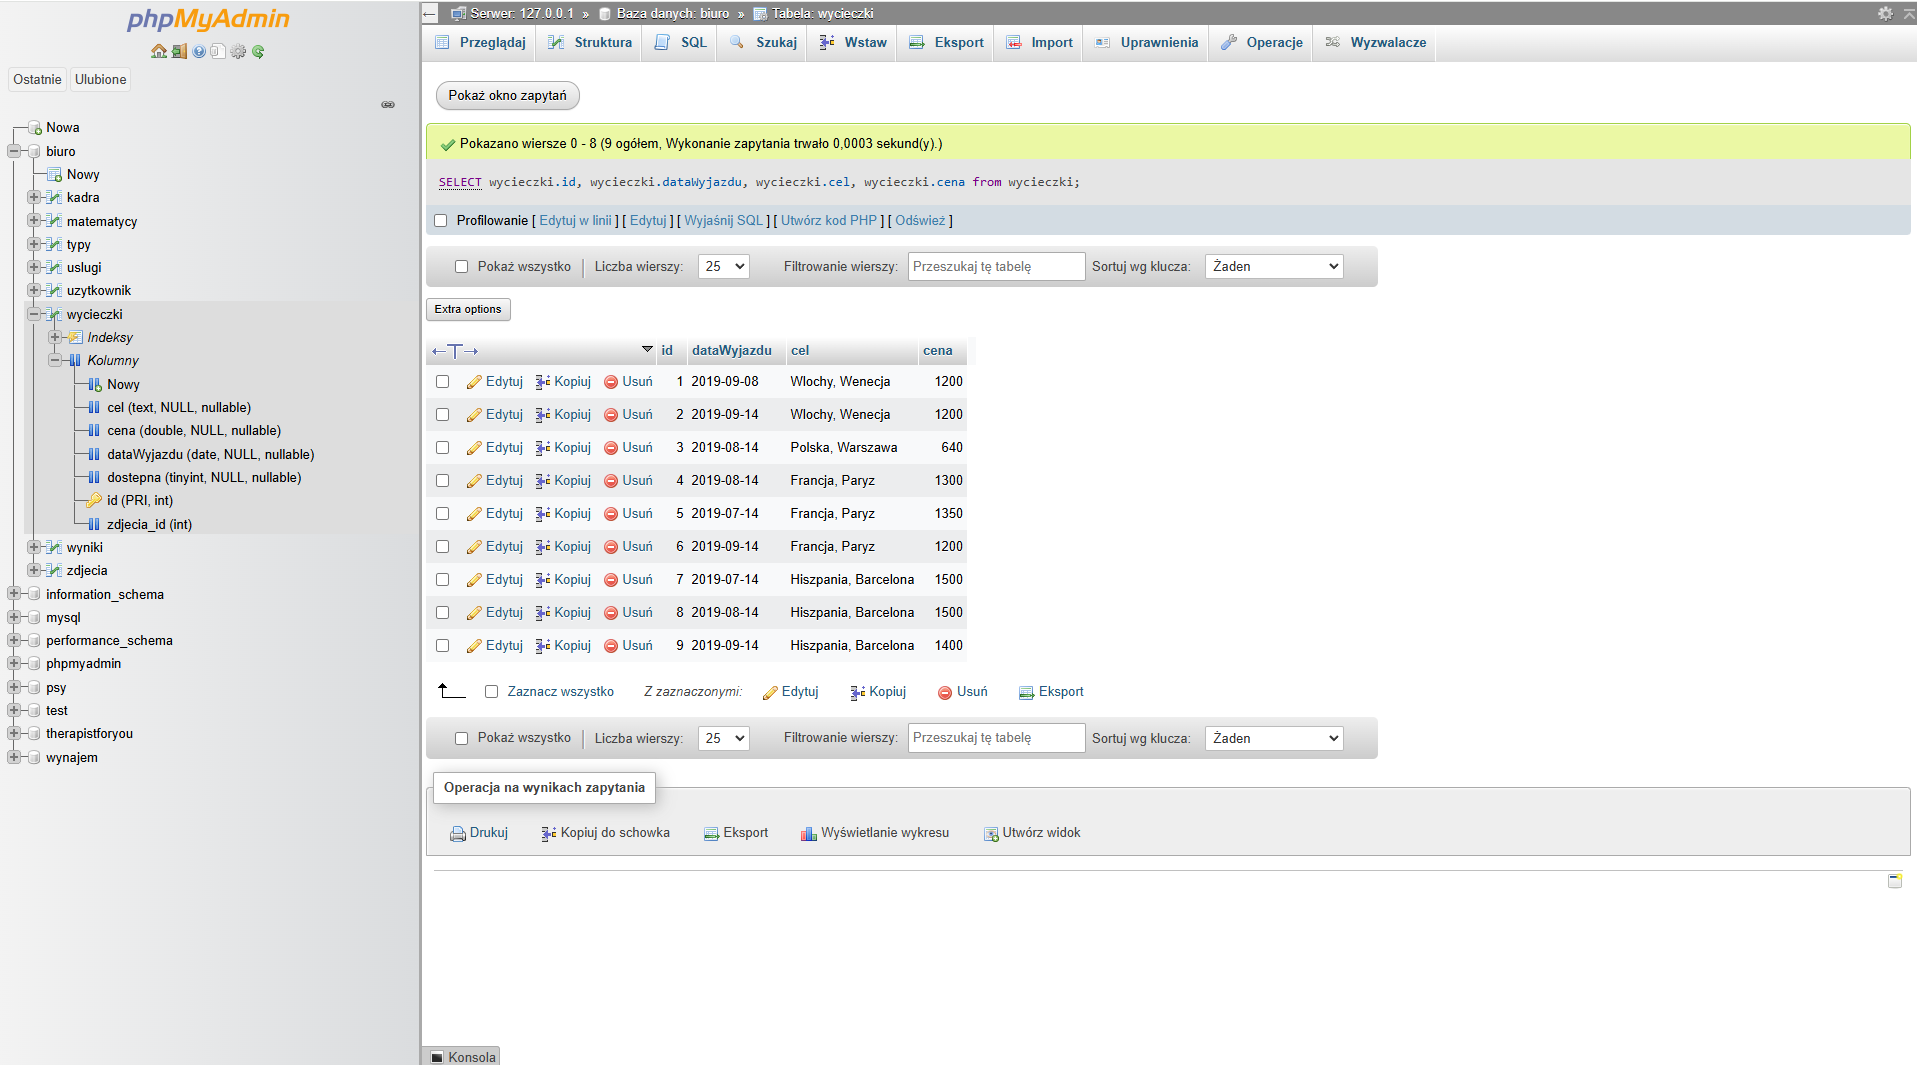 phpMyAdmin
Ostatnie Ulubione
Nowa
biuro
Nowy
kadra
matematycy
typy
uslugi
uzytkownik
wycieczki
Indeksy
Kolumny
Nowy
cel (text, NULL, nullable)
cena (double, NULL, nullable)
dataWyjazdu (date, NULL, nullable)
dostepna (tinyint, NULL, nullable)
id (PRI, int)
zdjecia_id (int)
wyniki
zdjecia
information_schema
mysql
performance_schema
phpmyadmin
psy
test
therapistforyou
wynajem
Serwer: 127.0.0.1 » Baza danych: biuro » Tabela: wycieczki
Przeglądaj Struktura SQL Szukaj Wstaw Eksport Import Uprawnienia Operacje Wyzwalacze
Pokaż okno zapytań
Pokazano wiersze 0 - 8 (9 ogółem, Wykonanie zapytania trwało 0,0003 sekund(y).)
SELECT wycieczki.id, wycieczki.dataWyjazdu, wycieczki.cel, wycieczki.cena from wycieczki;
Profilowanie [ Edytuj w linii ] [ Edytuj ] [ Wyjaśnij SQL ] [ Utwórz kod PHP ] [ Odśwież ]
Pokaż wszystko Liczba wierszy: 25 Filtrowanie wierszy: Przeszukaj tę tabelę Sortuj wg klucza: Żaden
Extra options
←T→ id dataWyjazdu cel cena
Edytuj Kopiuj Usuń 1 2019-09-08 Wlochy, Wenecja 1200
Edytuj Kopiuj Usuń 2 2019-09-14 Wlochy, Wenecja 1200
Edytuj Kopiuj Usuń 3 2019-08-14 Polska, Warszawa 640
Edytuj Kopiuj Usuń 4 2019-08-14 Francja, Paryz 1300
Edytuj Kopiuj Usuń 5 2019-07-14 Francja, Paryz 1350
Edytuj Kopiuj Usuń 6 2019-09-14 Francja, Paryz 1200
Edytuj Kopiuj Usuń 7 2019-07-14 Hiszpania, Barcelona 1500
Edytuj Kopiuj Usuń 8 2019-08-14 Hiszpania, Barcelona 1500
Edytuj Kopiuj Usuń 9 2019-09-14 Hiszpania, Barcelona 1400
Zaznacz wszystko Z zaznaczonymi: Edytuj Kopiuj Usuń Eksport
Pokaż wszystko Liczba wierszy: 25 Filtrowanie wierszy: Przeszukaj tę tabelę Sortuj wg klucza: Żaden
Operacja na wynikach zapytania
Drukuj Kopiuj do schowka Eksport Wyświetlanie wykresu Utwórz widok
Konsola